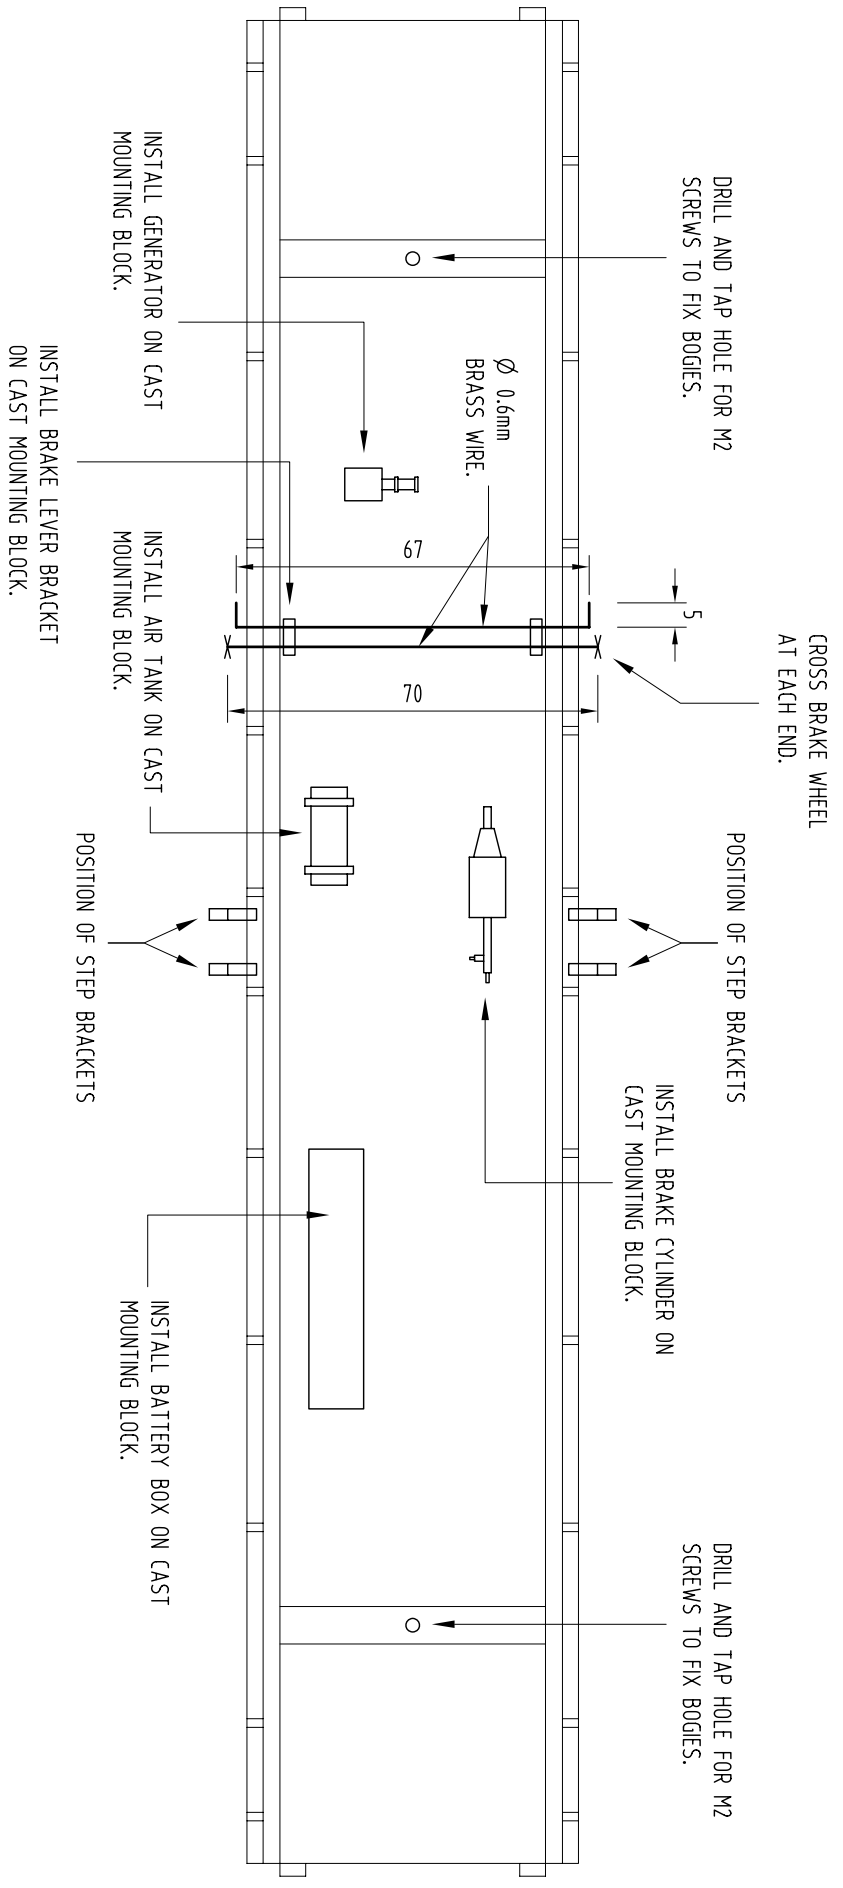 CROSS BRAKE WHEEL
AT EACH END.
DRILL AND TAP HOLE FOR M2
SCREWS TO FIX BOGIES.
POSITION OF STEP BRACKETS
DRILL AND TAP HOLE FOR M2
SCREWS TO FIX BOGIES.
INSTALL BRAKE CYLINDER ON
CAST MOUNTING BLOCK.
5
Ø 0.6mm
BRASS WIRE.
67
70
INSTALL GENERATOR ON CAST
MOUNTING BLOCK.
INSTALL AIR TANK ON CAST
MOUNTING BLOCK.
INSTALL BATTERY BOX ON CAST
MOUNTING BLOCK.
POSITION OF STEP BRACKETS
INSTALL BRAKE LEVER BRACKET
ON CAST MOUNTING BLOCK.